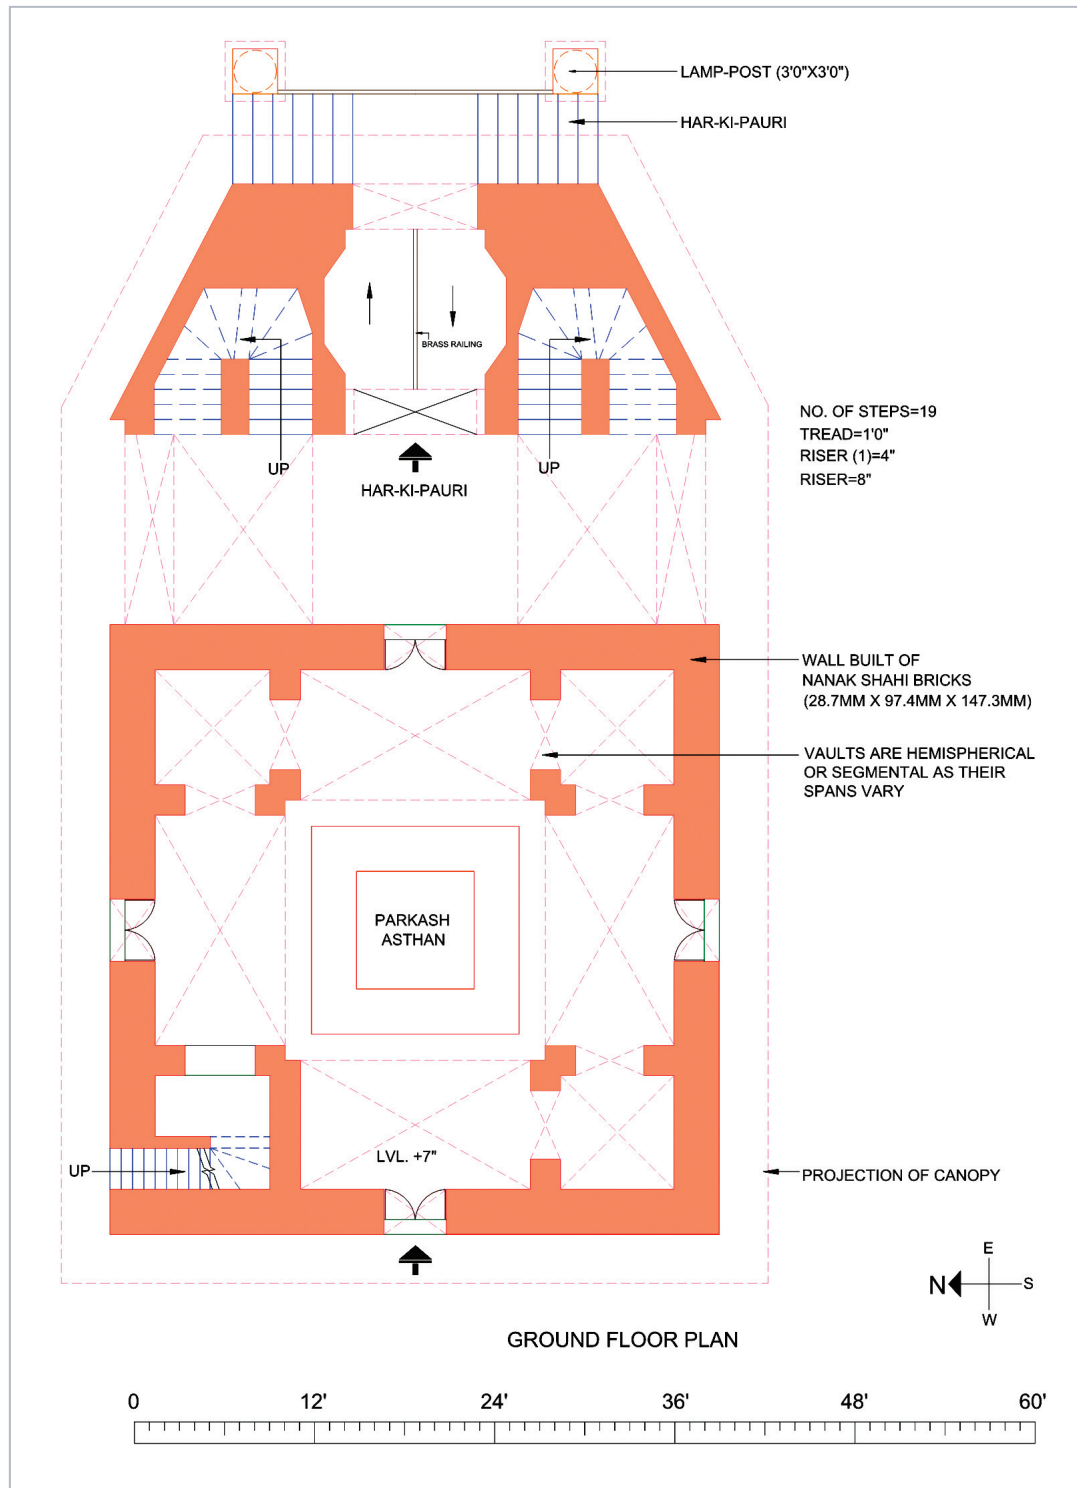 LAMP-POST (3'0"X3'0")
HAR-KI-PAURI
BRASS RAILING
NO. OF STEPS=19
TREAD=1'0"
RISER (1)=4"
RISER=8"
UP
UP
HAR-KI-PAURI
WALL BUILT OF
NANAK SHAHI BRICKS
(28.7MM X 97.4MM X 147.3MM)
VAULTS ARE HEMISPHERICAL
OR SEGMENTAL AS THEIR
SPANS VARY
PARKASH
ASTHAN
LVL. +7"
UP
PROJECTION OF CANOPY
E
N S
W
GROUND FLOOR PLAN
0 12' 24' 36' 48' 60'